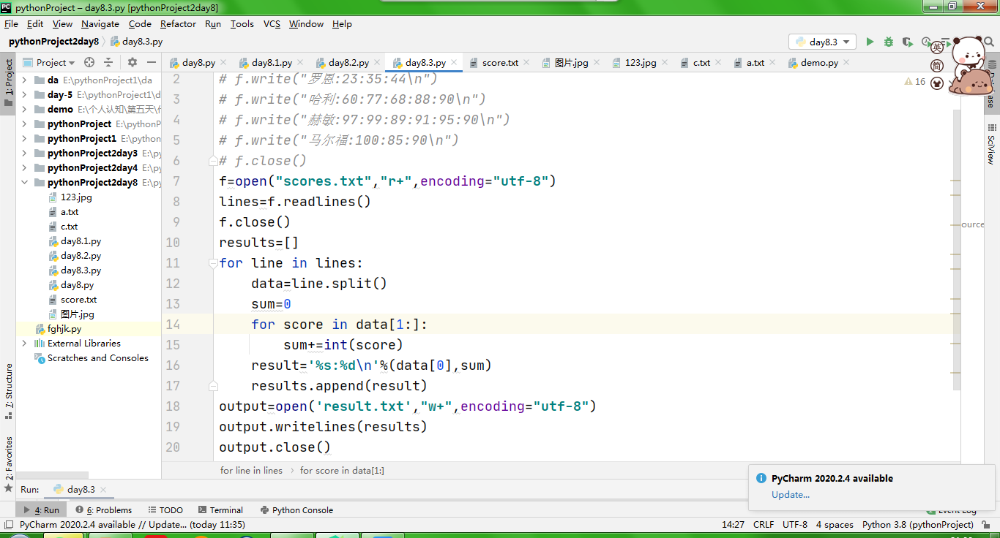 pythonProject – day8.3.py [pythonProject2day8]
File Edit View Navigate Code Refactor Run Tools VCS Window Help
pythonProject2day8 day8.3.py
day8.3
Project
day8.py day8.1.py day8.2.py day8.3.py score.txt 图片.jpg 123.jpg c.txt a.txt demo.py
1: Project
da E:\pythonProject1\da
day-5 E:\pythonProject1\d
demo E:\个人认知\第五天\
pythonProject E:\pythonP
pythonProject1 E:\python
pythonProject2day3 E:\py
pythonProject2day4 E:\py
pythonProject2day8 E:\py
123.jpg
a.txt
c.txt
day8.1.py
day8.2.py
day8.3.py
day8.py
score.txt
图片.jpg
fghjk.py
External Libraries
Scratches and Consoles
7: Structure
2: Favorites
2 # f.write("罗恩:23:35:44\n")
3 # f.write("哈利:60:77:68:88:90\n")
4 # f.write("赫敏:97:99:89:91:95:90\n")
5 # f.write("马尔福:100:85:90\n")
6 # f.close()
7 f=open("scores.txt","r+",encoding="utf-8")
8 lines=f.readlines()
9 f.close()
10 results=[]
11 for line in lines:
12 data=line.split()
13 sum=0
14 for score in data[1:]:
15 sum+=int(score)
16 result='%s:%d\n'%(data[0],sum)
17 results.append(result)
18 output=open('result.txt',"w+",encoding="utf-8")
19 output.writelines(results)
20 output.close()
16
英
简
SciView
ource
for line in lines › for score in data[1:]
PyCharm 2020.2.4 available
Update...
Run: day8.3
4: Run 6: Problems TODO Terminal Python Console Event Log
PyCharm 2020.2.4 available // Update... (today 11:35)
14:27 CRLF UTF-8 4 spaces Python 3.8 (pythonProject)